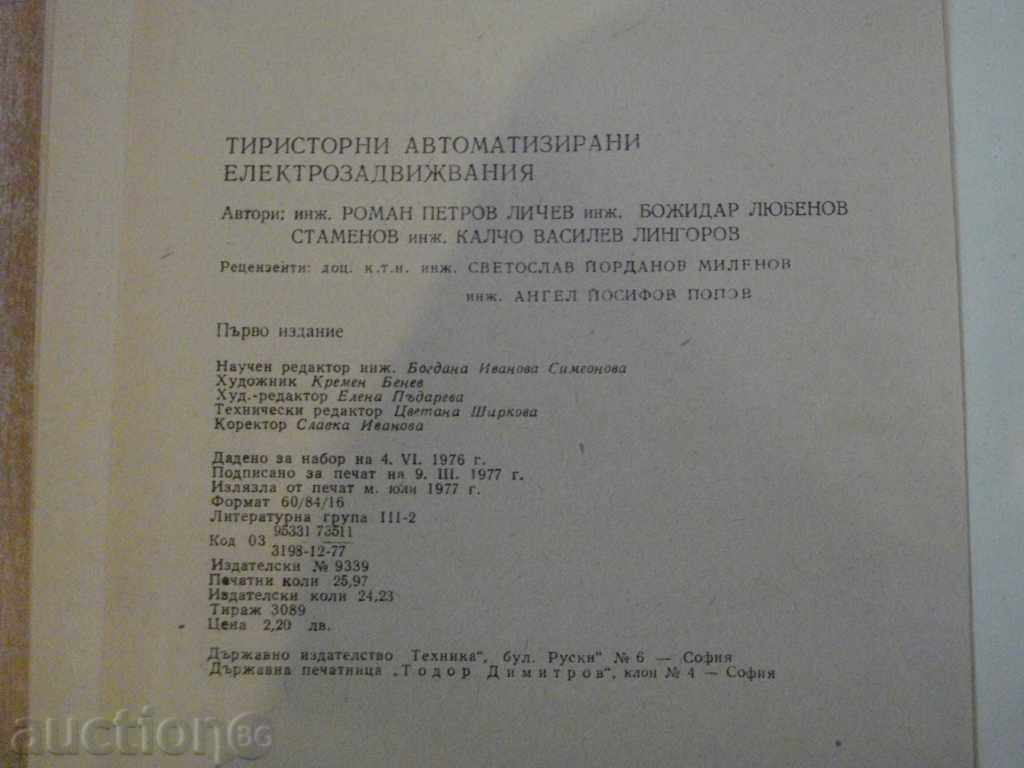 ТИРИСТОРНИ АВТОМАТИЗИРАНИ
ЕЛЕКТРОЗАДВИЖВАНИЯ
Автори: инж. РОМАН ПЕТРОВ ЛИЧЕВ инж. БОЖИДАР ЛЮБЕНОВ
СТАМЕНОВ инж. КАЛЧО ВАСИЛЕВ ЛИНГОРОВ
Рецензенти: доц. к.т.н. инж. СВЕТОСЛАВ ЙОРДАНОВ МИЛЕНОВ
инж. АНГЕЛ ЙОСИФОВ ПОПОВ
Първо издание
Научен редактор инж. Богдана Иванова Симеонова
Художник Кремен Бенев
Худ.-редактор Елена Пъдарева
Технически редактор Цветана Ширкова
Коректор Славка Иванова
Дадено за набор на 4. VI. 1976 г.
Подписано за печат на 9. III. 1977 г.
Излязла от печат м. юли 1977 г.
Формат 60/84/16
Литературна група III-2
Код 03 95331 73511
3198-12-77
Издателски № 9339
Печатни коли 25,97
Издателски коли 24,23
Тираж 3089
Цена 2,20 лв.
Държавно издателство Техника“, бул. Руски“ № 6 — София
Държавна печатница „Тодор Димитров“, клон № 4 — София
auctionBG